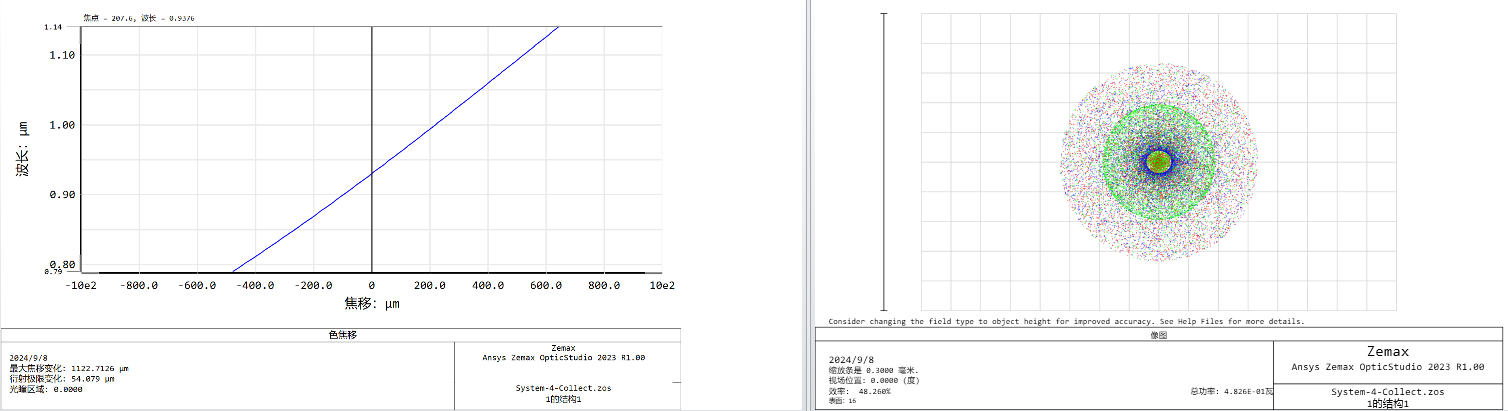 焦点 = 207.6, 波长 = 0.9376
1.14
1.10
1.00
0.90
0.80
0.79
波长: μm
-10e2 -800.0 -600.0 -400.0 -200.0 0 200.0 400.0 600.0 800.0 10e2
焦移: μm
色焦移
2024/9/8
最大焦移变化: 1122.7126 μm
衍射极限变化: 54.079 μm
光瞳区域: 0.0000
Zemax
Ansys Zemax OpticStudio 2023 R1.00
System-4-Collect.zos
1的结构1
Consider changing the field type to object height for improved accuracy. See Help Files for more details.
像图
2024/9/8
缩放条是 0.3000 毫米.
视场位置: 0.0000 (度)
效率: 48.260%
总功率: 4.826E-01瓦
表面: 16
Zemax
Ansys Zemax OpticStudio 2023 R1.00
System-4-Collect.zos
1的结构1